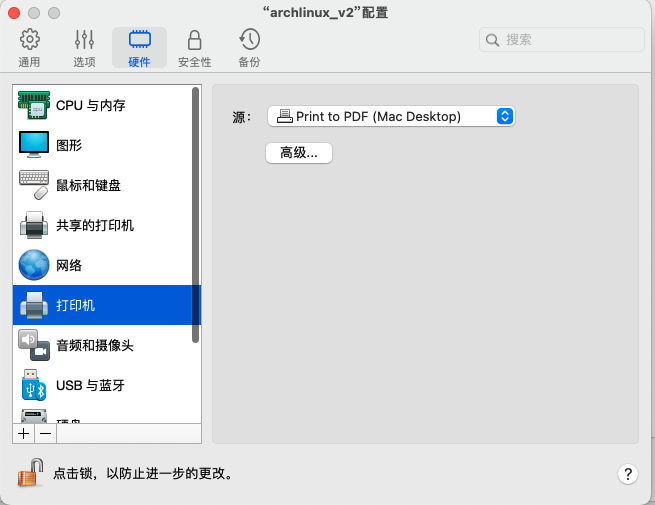 “archlinux_v2”配置
通用
选项
硬件
安全性
备份
搜索
CPU 与内存
图形
鼠标和键盘
共享的打印机
网络
打印机
音频和摄像头
USB 与蓝牙
硬盘
源：
Print to PDF (Mac Desktop)
高级...
点击锁，以防止进一步的更改。
?